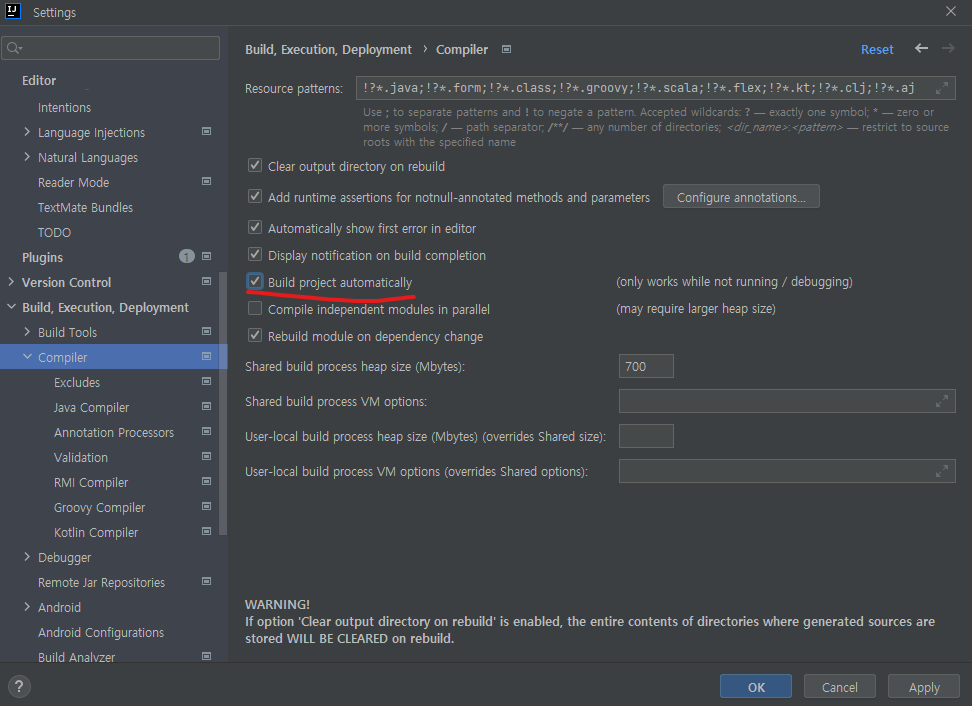 IJ
Settings
Editor
Intentions
Language Injections
Natural Languages
Reader Mode
TextMate Bundles
TODO
Plugins 1
Version Control
Build, Execution, Deployment
Build Tools
Compiler
Excludes
Java Compiler
Annotation Processors
Validation
RMI Compiler
Groovy Compiler
Kotlin Compiler
Debugger
Remote Jar Repositories
Android
Android Configurations
Build Analyzer
Build, Execution, Deployment › Compiler
Reset
Resource patterns: !?*.java;!?*.form;!?*.class;!?*.groovy;!?*.scala;!?*.flex;!?*.kt;!?*.clj;!?*.aj
Use ; to separate patterns and ! to negate a pattern. Accepted wildcards: ? — exactly one symbol; * — zero or
more symbols; / — path separator; /**/ — any number of directories; <dir_name>:<pattern> — restrict to source
roots with the specified name
Clear output directory on rebuild
Add runtime assertions for notnull-annotated methods and parameters Configure annotations...
Automatically show first error in editor
Display notification on build completion
Build project automatically (only works while not running / debugging)
Compile independent modules in parallel (may require larger heap size)
Rebuild module on dependency change
Shared build process heap size (Mbytes): 700
Shared build process VM options:
User-local build process heap size (Mbytes) (overrides Shared size):
User-local build process VM options (overrides Shared options):
WARNING!
If option 'Clear output directory on rebuild' is enabled, the entire contents of directories where generated sources are
stored WILL BE CLEARED on rebuild.
?
OK
Cancel
Apply